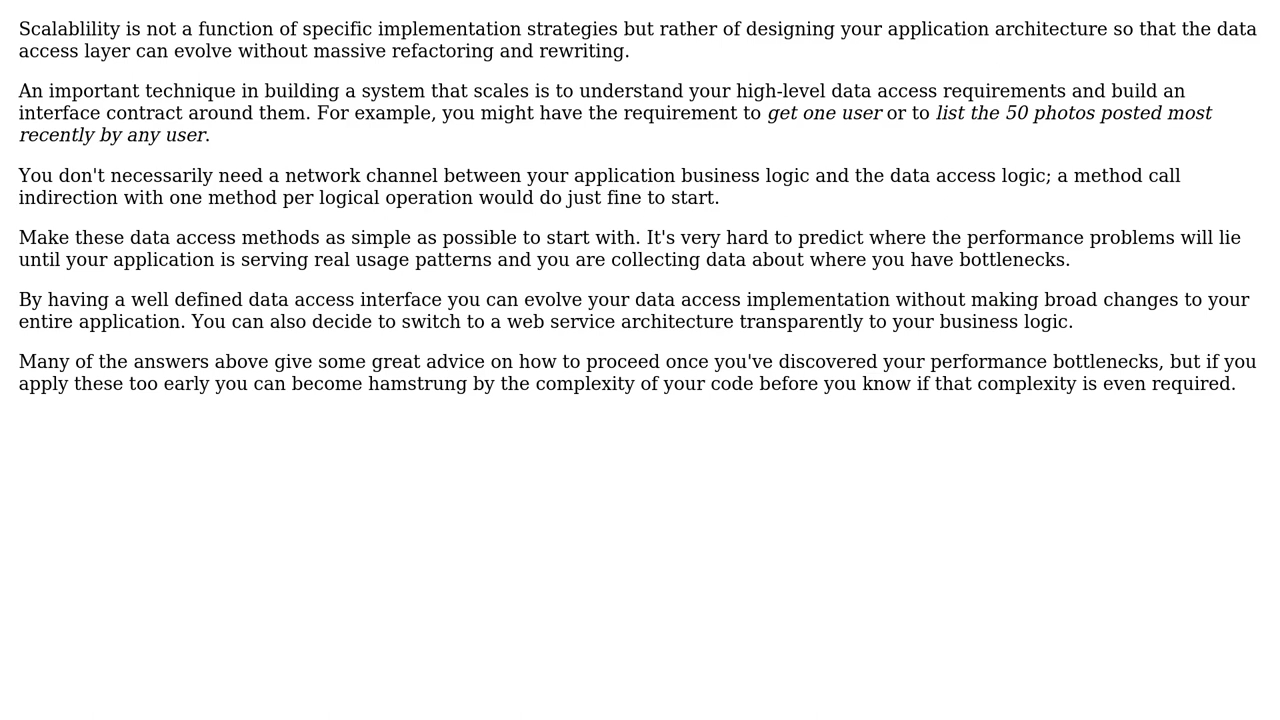 Scalablility is not a function of specific implementation strategies but rather of designing your application architecture so that the data
access layer can evolve without massive refactoring and rewriting.
An important technique in building a system that scales is to understand your high-level data access requirements and build an
interface contract around them. For example, you might have the requirement to get one user or to list the 50 photos posted most
recently by any user.
You don't necessarily need a network channel between your application business logic and the data access logic; a method call
indirection with one method per logical operation would do just fine to start.
Make these data access methods as simple as possible to start with. It's very hard to predict where the performance problems will lie
until your application is serving real usage patterns and you are collecting data about where you have bottlenecks.
By having a well defined data access interface you can evolve your data access implementation without making broad changes to your
entire application. You can also decide to switch to a web service architecture transparently to your business logic.
Many of the answers above give some great advice on how to proceed once you've discovered your performance bottlenecks, but if you
apply these too early you can become hamstrung by the complexity of your code before you know if that complexity is even required.